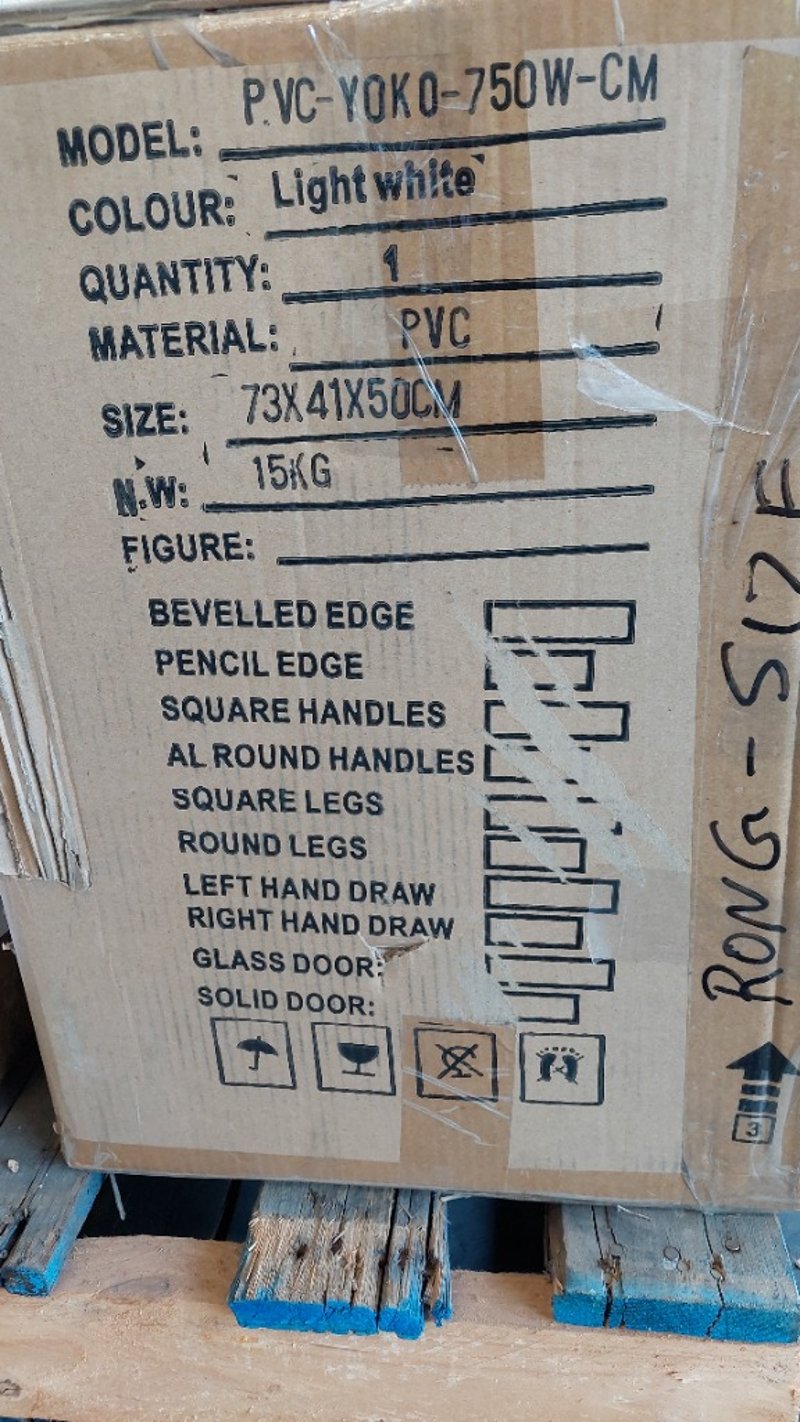 MODEL: PVC-YOKO-750W-CM
COLOUR: Light white
QUANTITY: 1
MATERIAL: PVC
SIZE: 73X41X50CM
N.W: 15KG
FIGURE:
BEVELLED EDGE
PENCIL EDGE
SQUARE HANDLES
AL ROUND HANDLES
SQUARE LEGS
ROUND LEGS
LEFT HAND DRAW
RIGHT HAND DRAW
GLASS DOOR:
SOLID DOOR:
RONG-SIZE
3